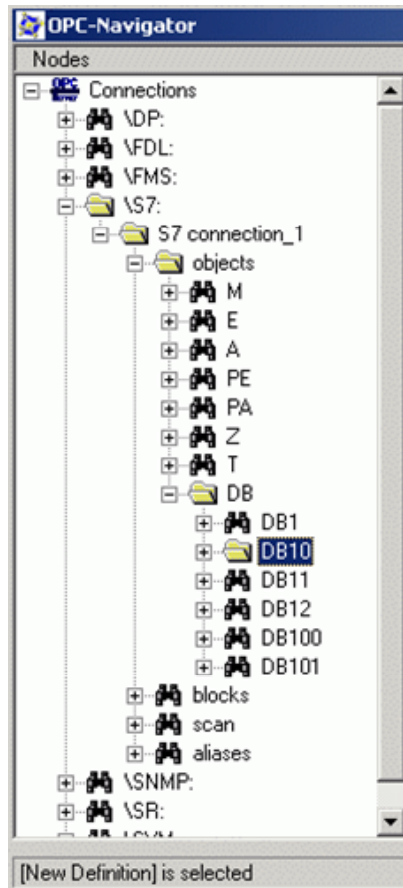 OPC-Navigator
Nodes
OPC
Connections
\DP:
\FDL:
\FMS:
\S7:
S7 connection_1
objects
M
E
A
PE
PA
Z
T
DB
DB1
DB10
DB11
DB12
DB100
DB101
blocks
scan
aliases
\SNMP:
\SR:
[New Definition] is selected